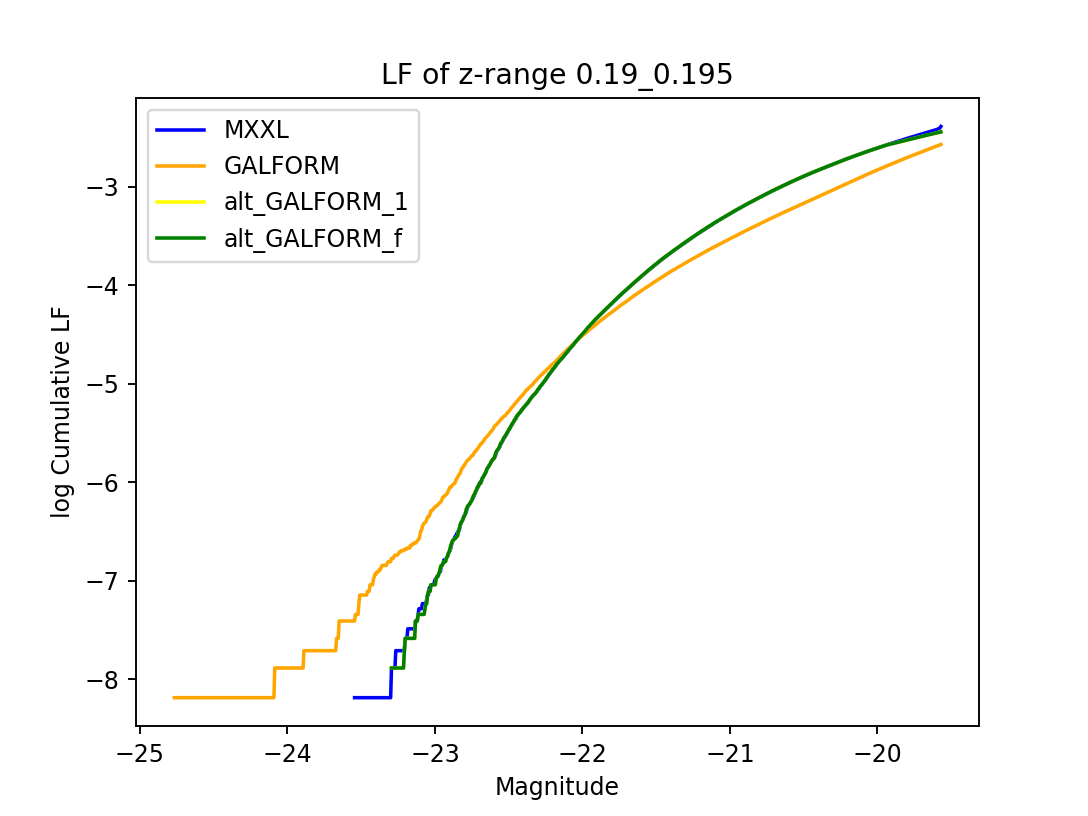 LF of z-range 0.19_0.195
MXXL
GALFORM
alt_GALFORM_1
alt_GALFORM_f
log Cumulative LF
−3
−4
−5
−6
−7
−8
−25
−24
−23
−22
−21
−20
Magnitude